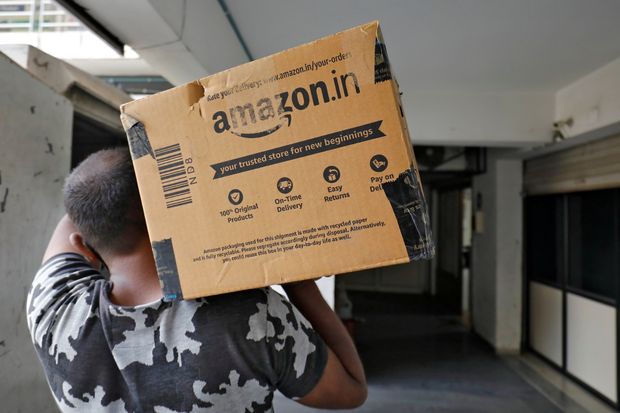 Rate your delivery: www.amazon.in/your-orders
amazon.in
your trusted store for new beginnings
NDB
100% Original
Products
On-Time
Delivery
Easy
Returns
Pay on
Amazon packaging used for this shipment is made with recycled paper
and is fully recyclable. Please segregate accordingly during disposal. Alternatively,
you could reuse this box in your day-to-day life as well.